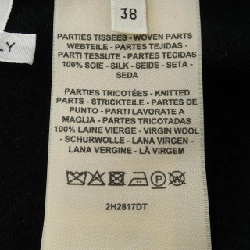 38
LY
PARTIES TISSEES - WOVEN PARTS
WEBTEILE - PARTES TEJIDAS -
PARTI TESSUTE - PARTES TECIDAS
100% SOIE - SILK - SEIDE - SETA -
SEDA
PARTIES TRICOTÉES - KNITTED
PARTS - STRICKTEILE - PARTES DE
PUNTO - PARTI LAVORATE A
MAGLIA - PARTES TRICOTADAS
100% LAINE VIERGE - VIRGIN WOOL
- SCHURWOLLE - LANA VIRGEN -
LANA VERGINE - LÃ VIRGEM
2H2817DT